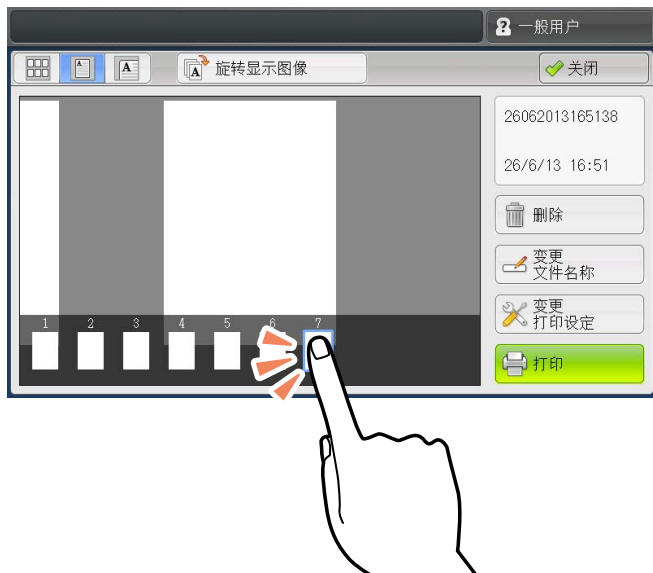 一般用户
A
A
A
旋转显示图像
关闭
26062013165138
26/6/13 16:51
删除
变更
文件名称
变更
打印设定
打印
1 2 3 4 5 6 7